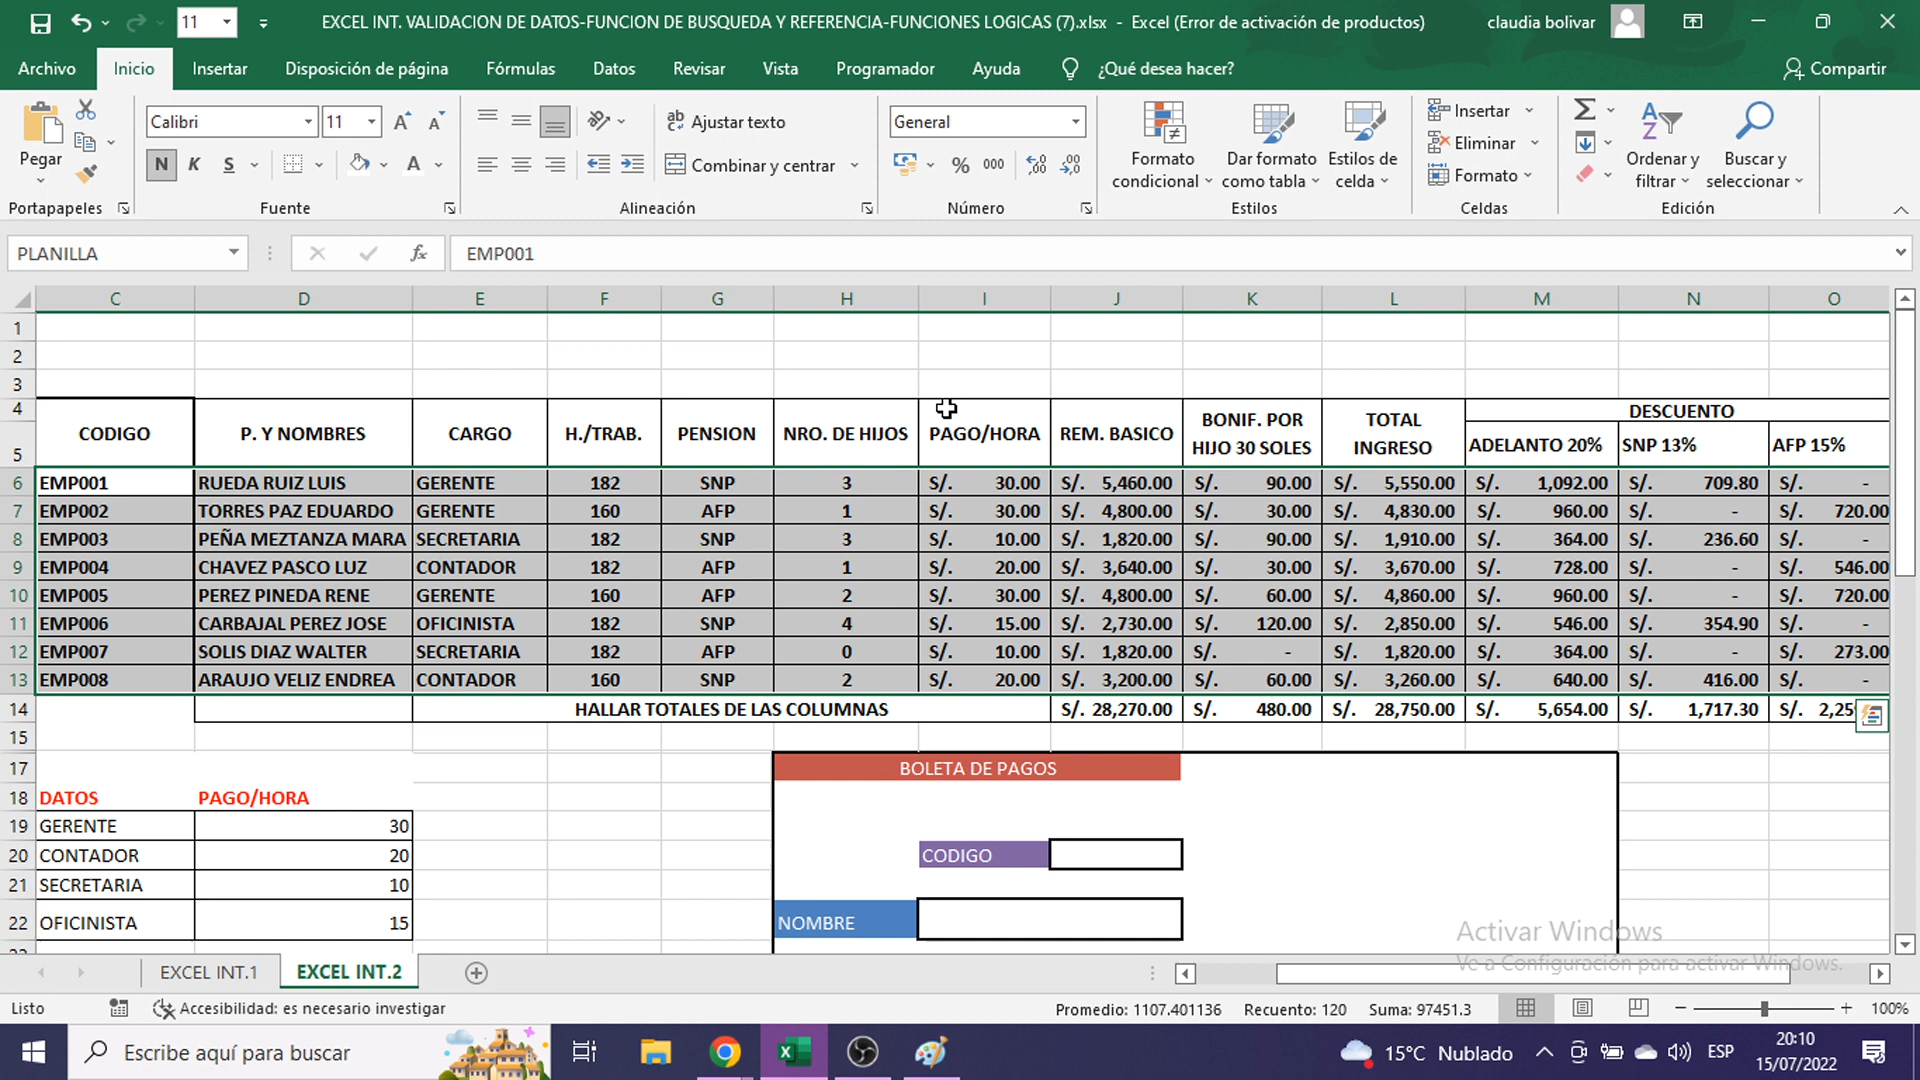 11
EXCEL INT. VALIDACION DE DATOS-FUNCION DE BUSQUEDA Y REFERENCIA-FUNCIONES LOGICAS (7).xlsx - Excel (Error de activación de productos)
claudia bolivar
Archivo Inicio Insertar Disposición de página Fórmulas Datos Revisar Vista Programador Ayuda ¿Qué desea hacer? Compartir
Pegar
Calibri 11
N K S A
Ajustar texto
Combinar y centrar
General
% 000
Formato condicional
Dar formato como tabla
Estilos de celda
Insertar
Eliminar
Formato
Ordenar y filtrar
Buscar y seleccionar
Portapapeles Fuente Alineación Número Estilos Celdas Edición
PLANILLA fx EMP001
C D E F G H I J K L M N O
1
2
3
4 DESCUENTO
5 CODIGO P. Y NOMBRES CARGO H./TRAB. PENSION NRO. DE HIJOS PAGO/HORA REM. BASICO BONIF. POR HIJO 30 SOLES TOTAL INGRESO ADELANTO 20% SNP 13% AFP 15%
6 EMP001 RUEDA RUIZ LUIS GERENTE 182 SNP 3 S/. 30.00 S/. 5,460.00 S/. 90.00 S/. 5,550.00 S/. 1,092.00 S/. 709.80 S/. -
7 EMP002 TORRES PAZ EDUARDO GERENTE 160 AFP 1 S/. 30.00 S/. 4,800.00 S/. 30.00 S/. 4,830.00 S/. 960.00 S/. - S/. 720.00
8 EMP003 PEÑA MEZTANZA MARA SECRETARIA 182 SNP 3 S/. 10.00 S/. 1,820.00 S/. 90.00 S/. 1,910.00 S/. 364.00 S/. 236.60 S/. -
9 EMP004 CHAVEZ PASCO LUZ CONTADOR 182 AFP 1 S/. 20.00 S/. 3,640.00 S/. 30.00 S/. 3,670.00 S/. 728.00 S/. - S/. 546.00
10 EMP005 PEREZ PINEDA RENE GERENTE 160 AFP 2 S/. 30.00 S/. 4,800.00 S/. 60.00 S/. 4,860.00 S/. 960.00 S/. - S/. 720.00
11 EMP006 CARBAJAL PEREZ JOSE OFICINISTA 182 SNP 4 S/. 15.00 S/. 2,730.00 S/. 120.00 S/. 2,850.00 S/. 546.00 S/. 354.90 S/. -
12 EMP007 SOLIS DIAZ WALTER SECRETARIA 182 AFP 0 S/. 10.00 S/. 1,820.00 S/. - S/. 1,820.00 S/. 364.00 S/. - S/. 273.00
13 EMP008 ARAUJO VELIZ ENDREA CONTADOR 160 SNP 2 S/. 20.00 S/. 3,200.00 S/. 60.00 S/. 3,260.00 S/. 640.00 S/. 416.00 S/. -
14 HALLAR TOTALES DE LAS COLUMNAS S/. 28,270.00 S/. 480.00 S/. 28,750.00 S/. 5,654.00 S/. 1,717.30 S/.
15
17 BOLETA DE PAGOS
18 DATOS PAGO/HORA
19 GERENTE 30
20 CONTADOR 20 CODIGO
21 SECRETARIA 10
22 OFICINISTA 15 NOMBRE
Activar Windows
Ve a Configuración para activar Windows.
EXCEL INT.1 EXCEL INT.2
Listo Accesibilidad: es necesario investigar Promedio: 1107.401136 Recuento: 120 Suma: 97451.3 100%
Escribe aquí para buscar 15°C Nublado ESP 20:10
15/07/2022